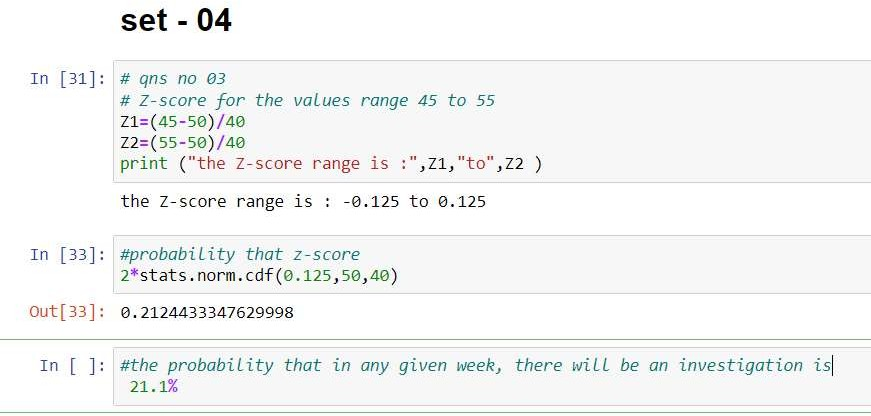 set - 04
In [31]: # qns no 03
# Z-score for the values range 45 to 55
Z1=(45-50)/40
Z2=(55-50)/40
print ("the Z-score range is :",Z1,"to",Z2 )
the Z-score range is : -0.125 to 0.125
In [33]: #probability that z-score
2*stats.norm.cdf(0.125,50,40)
Out[33]: 0.2124433347629998
In [ ]: #the probability that in any given week, there will be an investigation is
21.1%